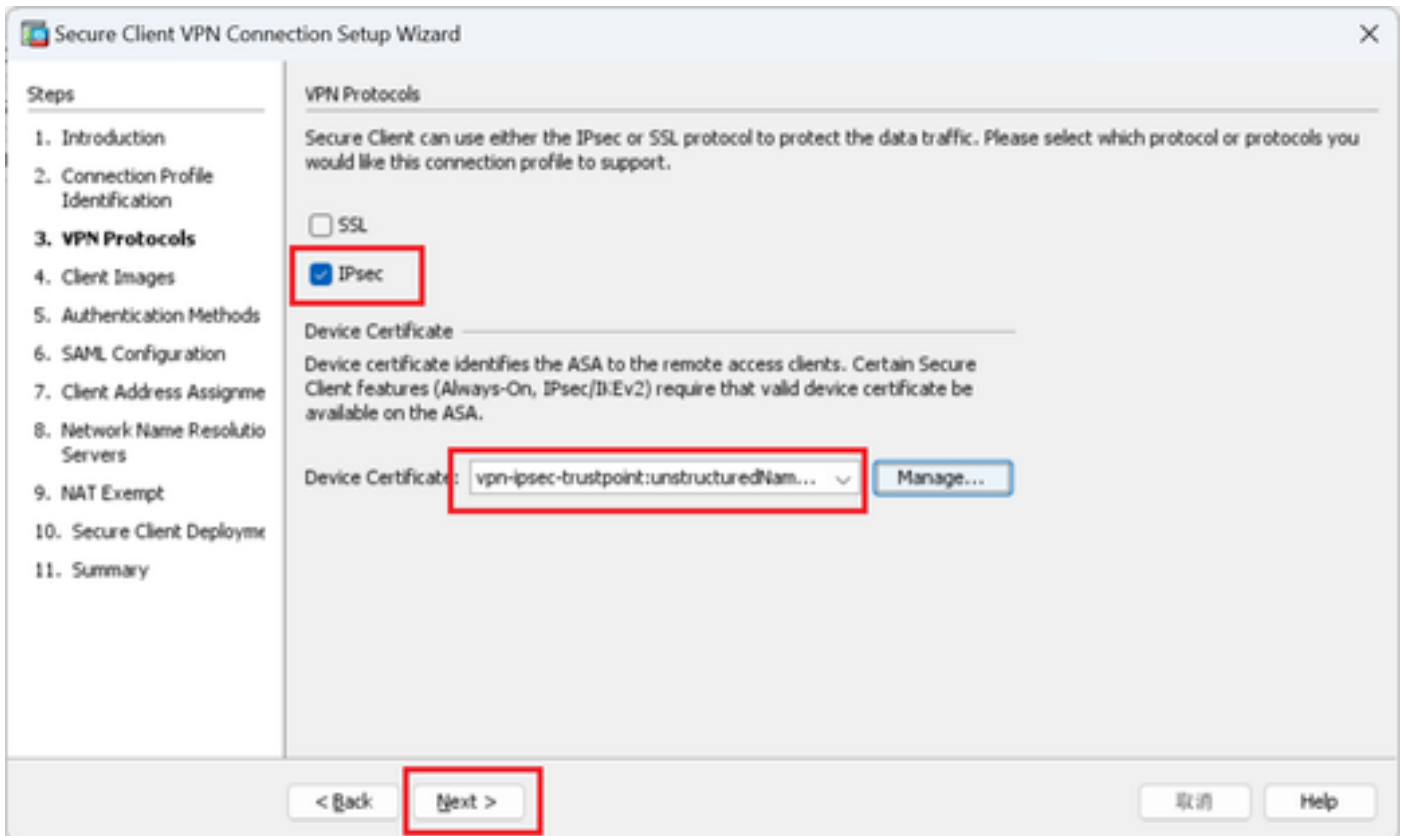 Secure Client VPN Connection Setup Wizard
Steps
1. Introduction
2. Connection Profile
Identification
3. VPN Protocols
4. Client Images
5. Authentication Methods
6. SAML Configuration
7. Client Address Assignme
8. Network Name Resolutio
Servers
9. NAT Exempt
10. Secure Client Deployme
11. Summary
VPN Protocols
Secure Client can use either the IPsec or SSL protocol to protect the data traffic. Please select which protocol or protocols you
would like this connection profile to support.
SSL
IPsec
Device Certificate
Device certificate identifies the ASA to the remote access clients. Certain Secure
Client features (Always-On, IPsec/IKEv2) require that valid device certificate be
available on the ASA.
Device Certificate: vpn-ipsec-trustpoint:unstructuredNam... Manage...
< Back Next > 取消 Help